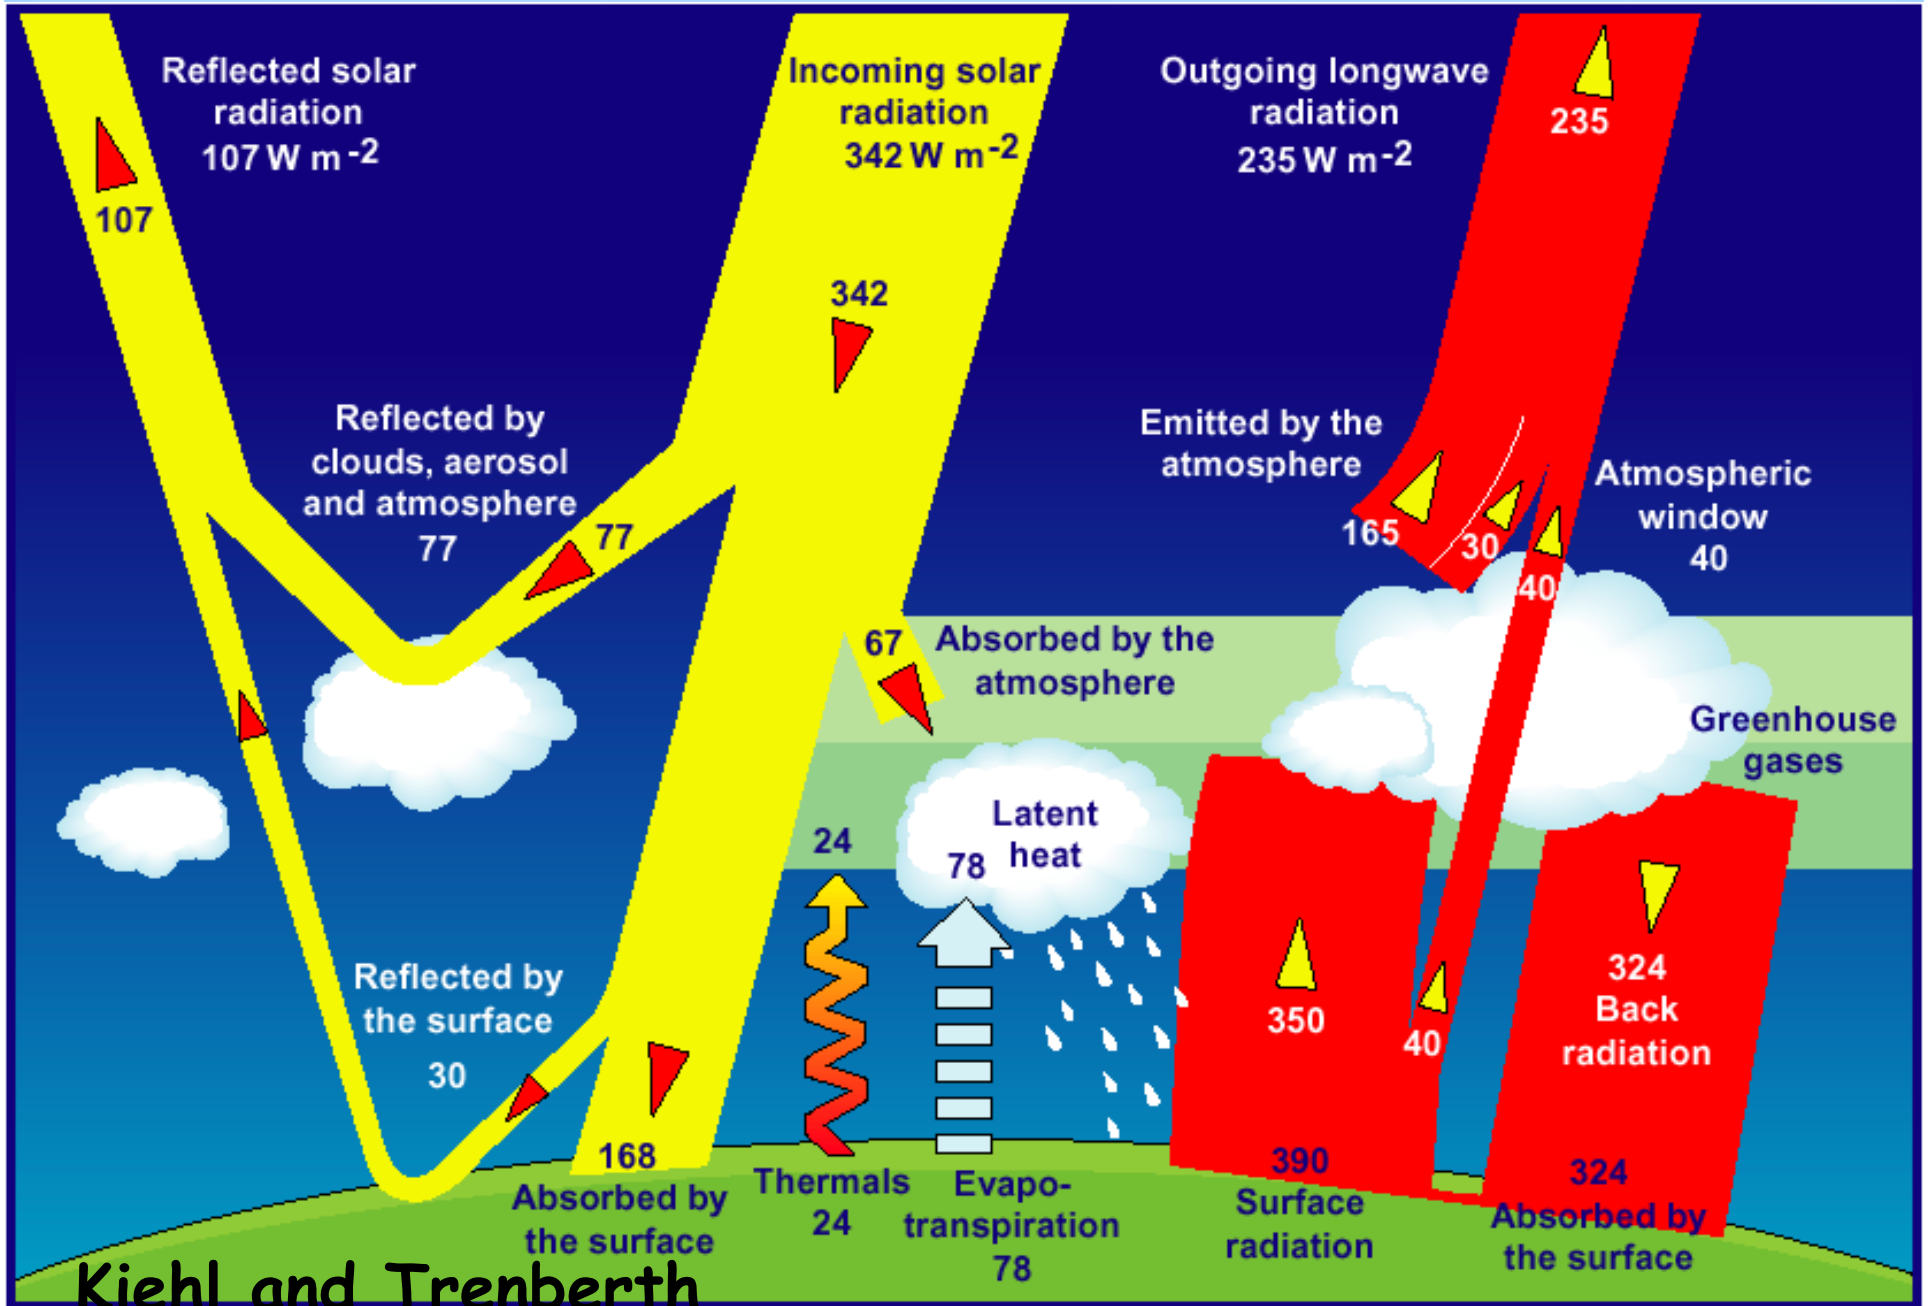 Reflected solar
radiation
107 W m-2
107
Incoming solar
radiation
342 W m-2
342
Outgoing longwave
radiation
235 W m-2
235
Reflected by
clouds, aerosol
and atmosphere
77
77
Emitted by the
atmosphere
165
30
40
Atmospheric
window
40
67
Absorbed by the
atmosphere
Greenhouse
gases
24
Latent
heat
78
Reflected by
the surface
30
350
40
324
Back
radiation
168
Absorbed by
the surface
Thermals
24
Evapo-
transpiration
78
390
Surface
radiation
324
Absorbed by
the surface
Kiehl and Trenberth